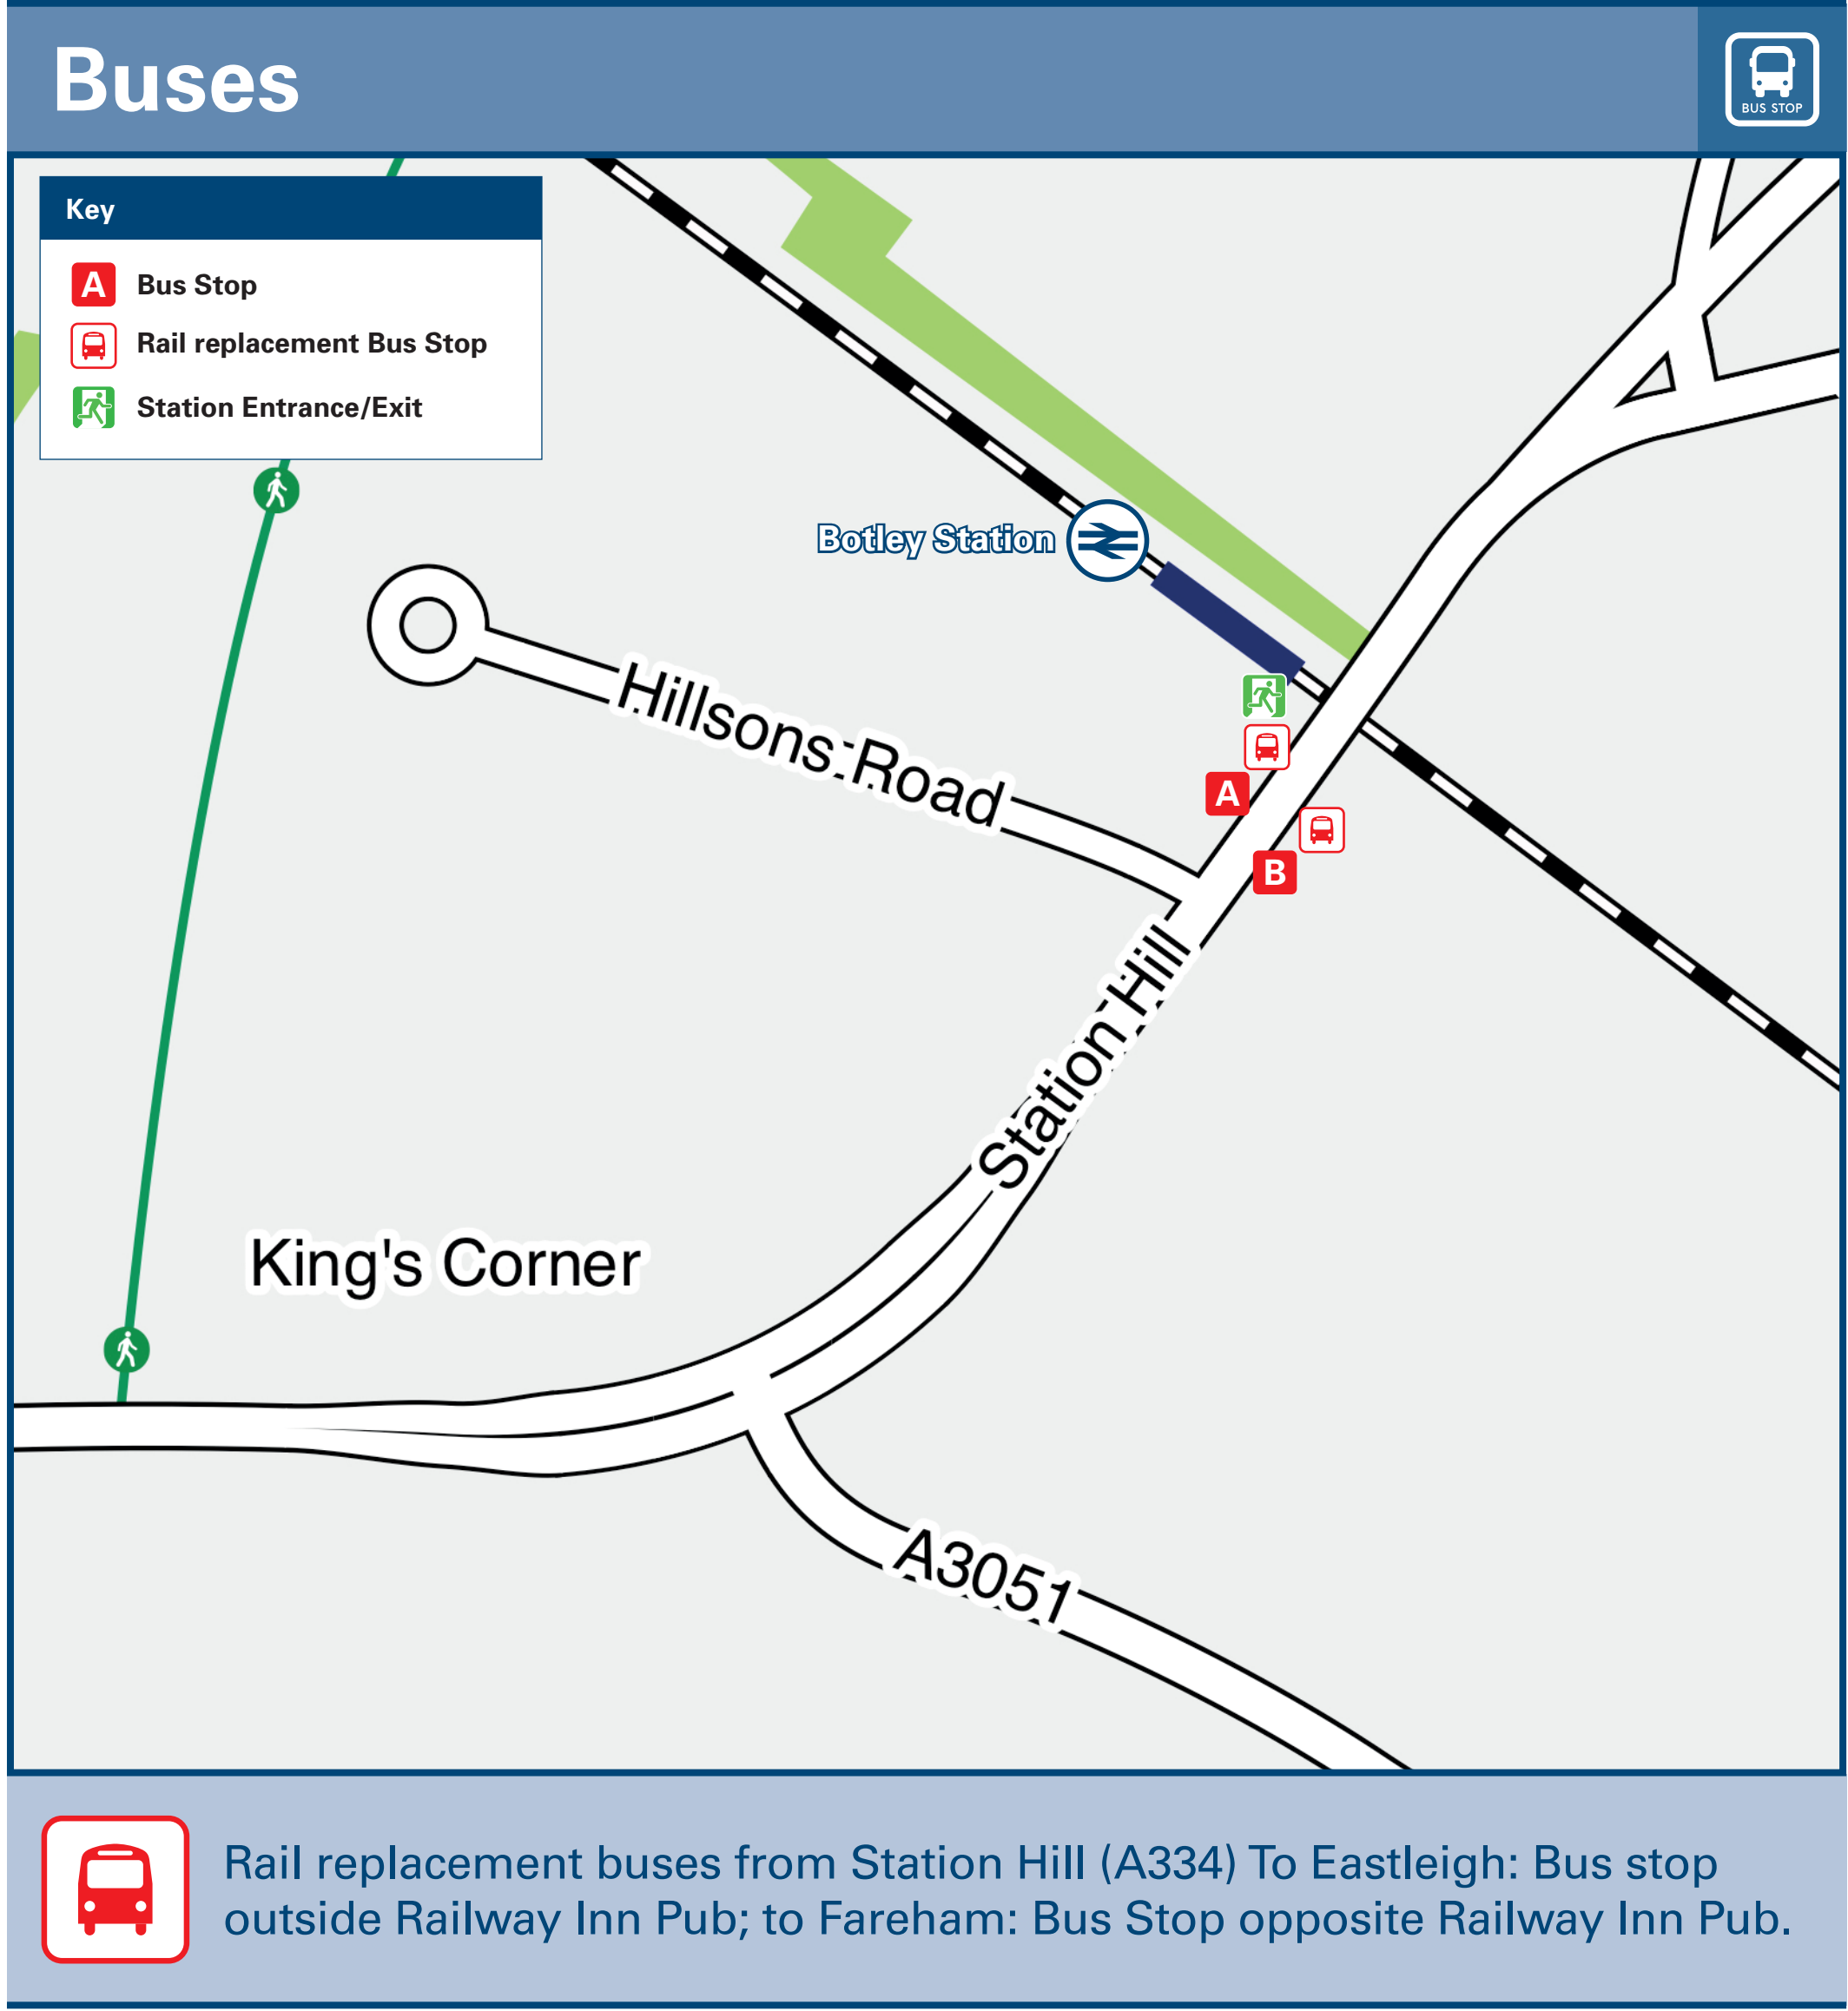 Buses
BUS STOP
Key
A Bus Stop
Rail replacement Bus Stop
Station Entrance/Exit
Botley Station
Hillsons Road
A
B
Station Hill
King's Corner
A3051
Rail replacement buses from Station Hill (A334) To Eastleigh: Bus stop
outside Railway Inn Pub; to Fareham: Bus Stop opposite Railway Inn Pub.